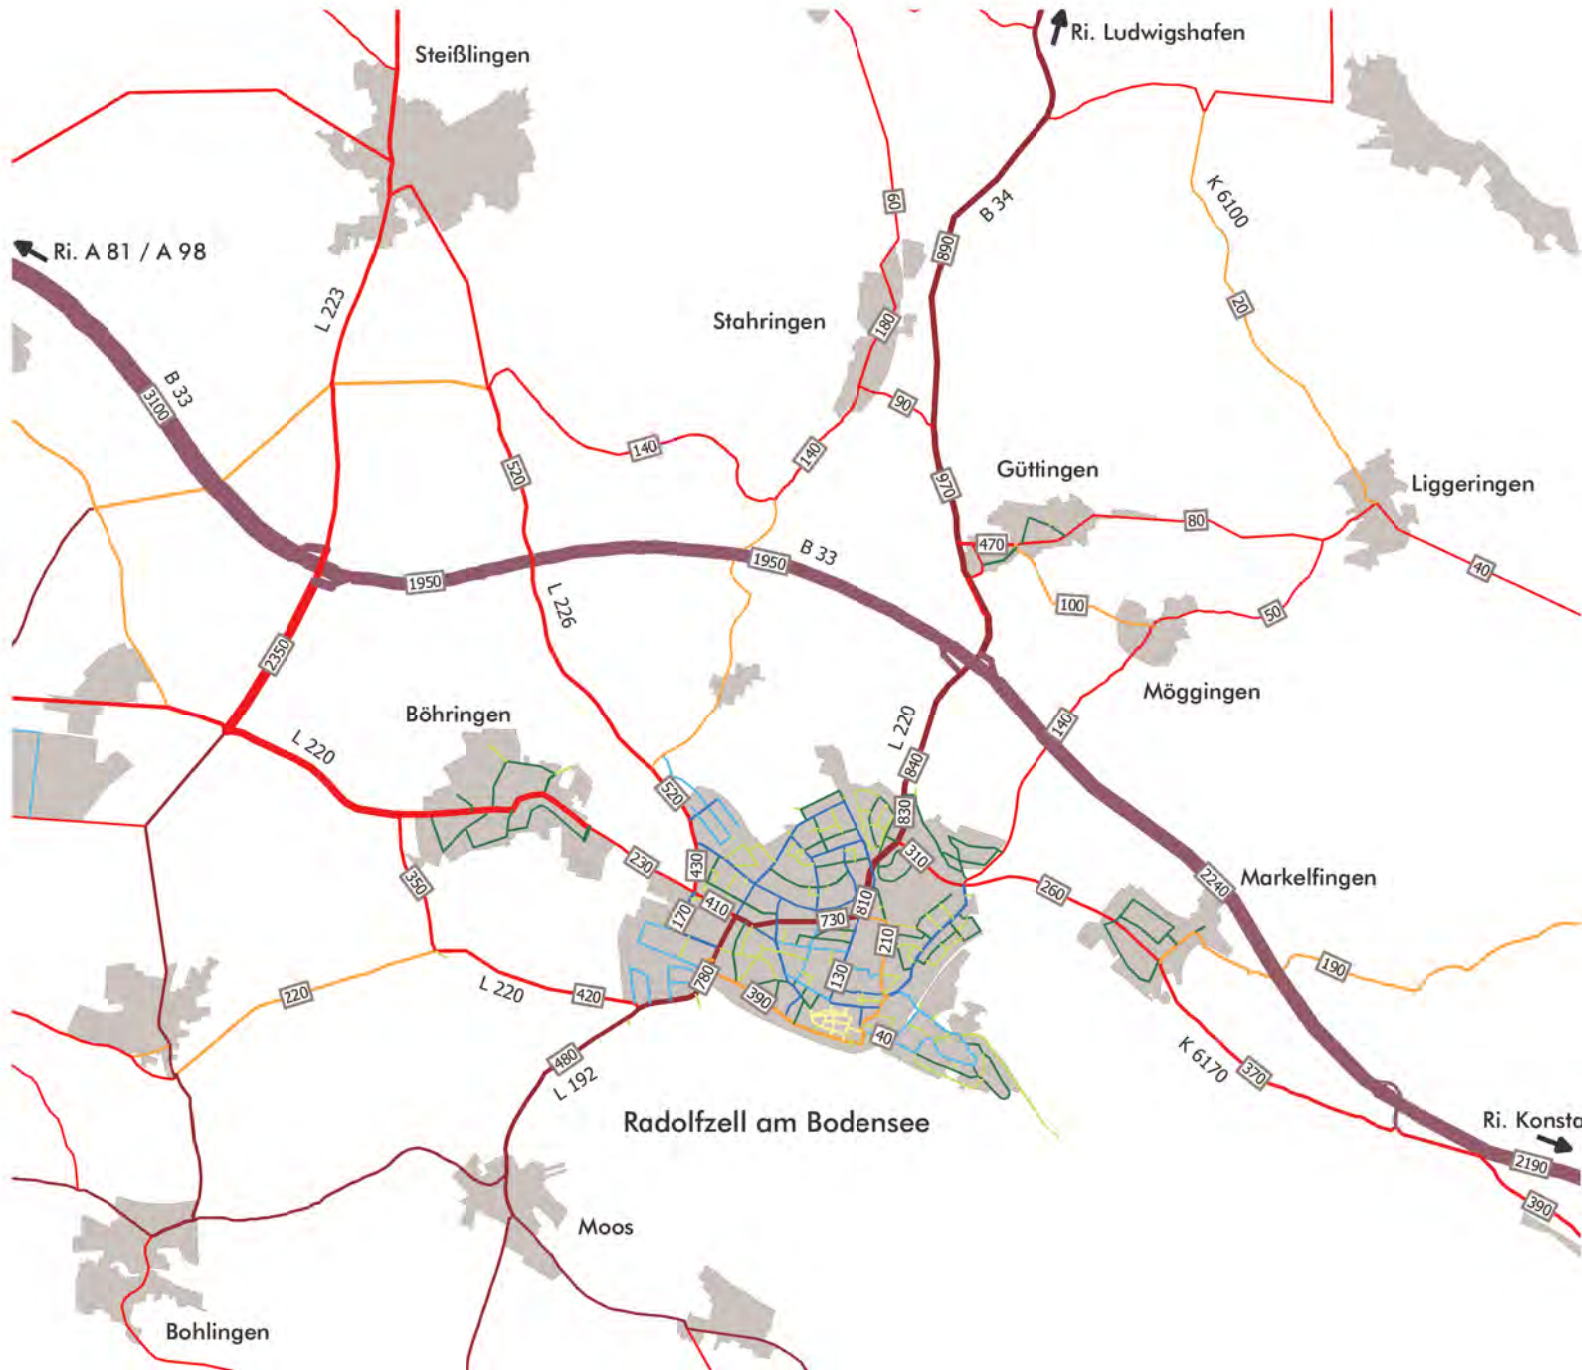 Ri. Ludwigshafen
Steißlingen
60
B 34
K 6100
890
Ri. A 81 / A 98
L 223
20
Stahringen
180
B 33
3100
90
140
140
520
970
Güttingen
Liggeringen
80
470
B 33
1950
1950
40
L 226
100
50
2350
Möggingen
Böhringen
L 220
140
L 220
840
520
830
310
230
430
2240
Markelfingen
350
260
410
170
810
730
210
190
780
130
220
L 220
420
390
40
480
L 192
K 6170
370
Radolfzell am Bodensee
Ri. Konsta
2190
390
Moos
Bohlingen